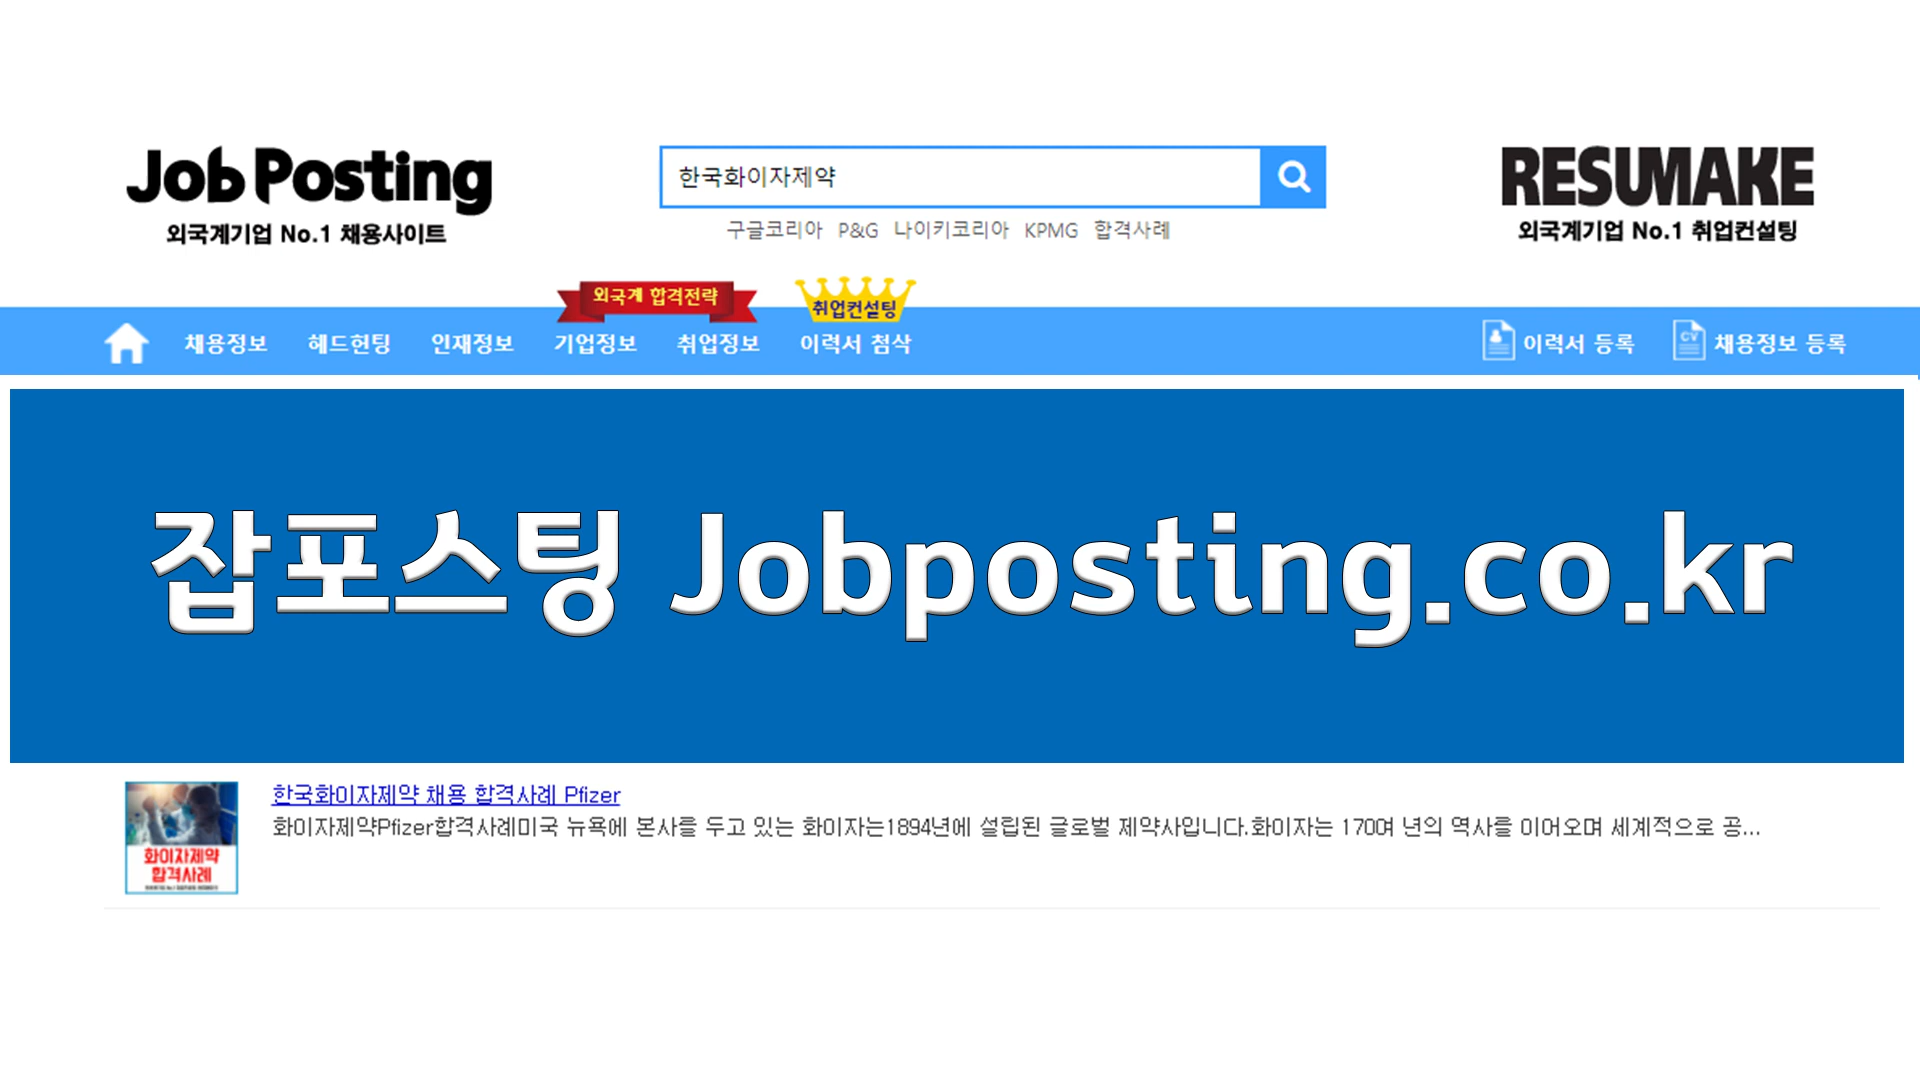 Job Posting
외국계기업 No.1 채용사이트
한국화이자제약
구글코리아 P&G 나이키코리아 KPMG 합격사례
RESUMAKE
외국계기업 No.1 취업컨설팅
외국계 합격전략
취업컨설팅
채용정보 헤드헌팅 인재정보 기업정보 취업정보 이력서 첨삭
이력서 등록
CV 채용정보 등록
잡포스팅 Jobposting.co.kr
한국화이자제약 채용 합격사례 Pfizer
화이자제약Pfizer합격사례미국 뉴욕에 본사를 두고 있는 화이자는1894년에 설립된 글로벌 제약사입니다.화이자는 170여 년의 역사를 이어오며 세계적으로 공...
화이자제약
합격사례